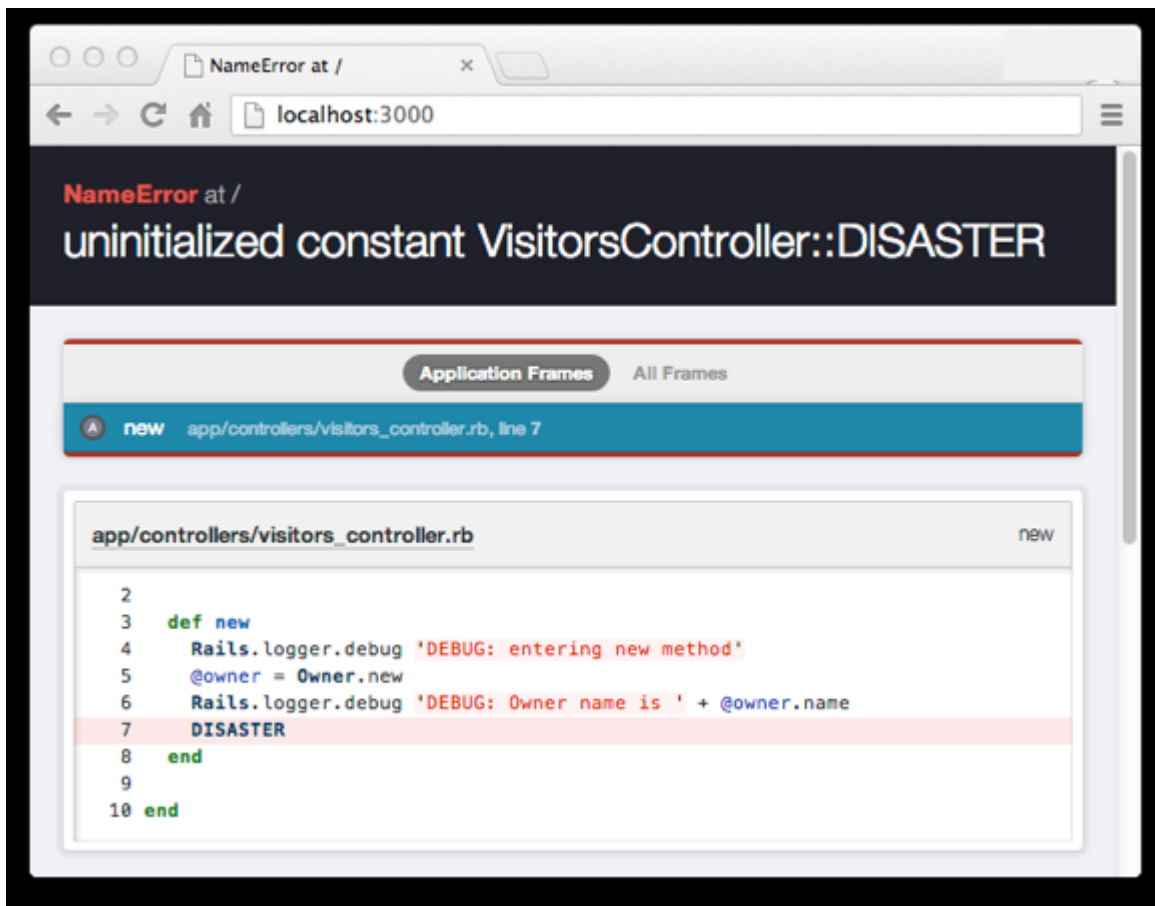 NameError at /
localhost:3000
NameError at /
uninitialized constant VisitorsController::DISASTER
Application Frames All Frames
A new app/controllers/visitors_controller.rb, line 7
app/controllers/visitors_controller.rb new
2
3 def new
4 Rails.logger.debug 'DEBUG: entering new method'
5 @owner = Owner.new
6 Rails.logger.debug 'DEBUG: Owner name is ' + @owner.name
7 DISASTER
8 end
9
10 end